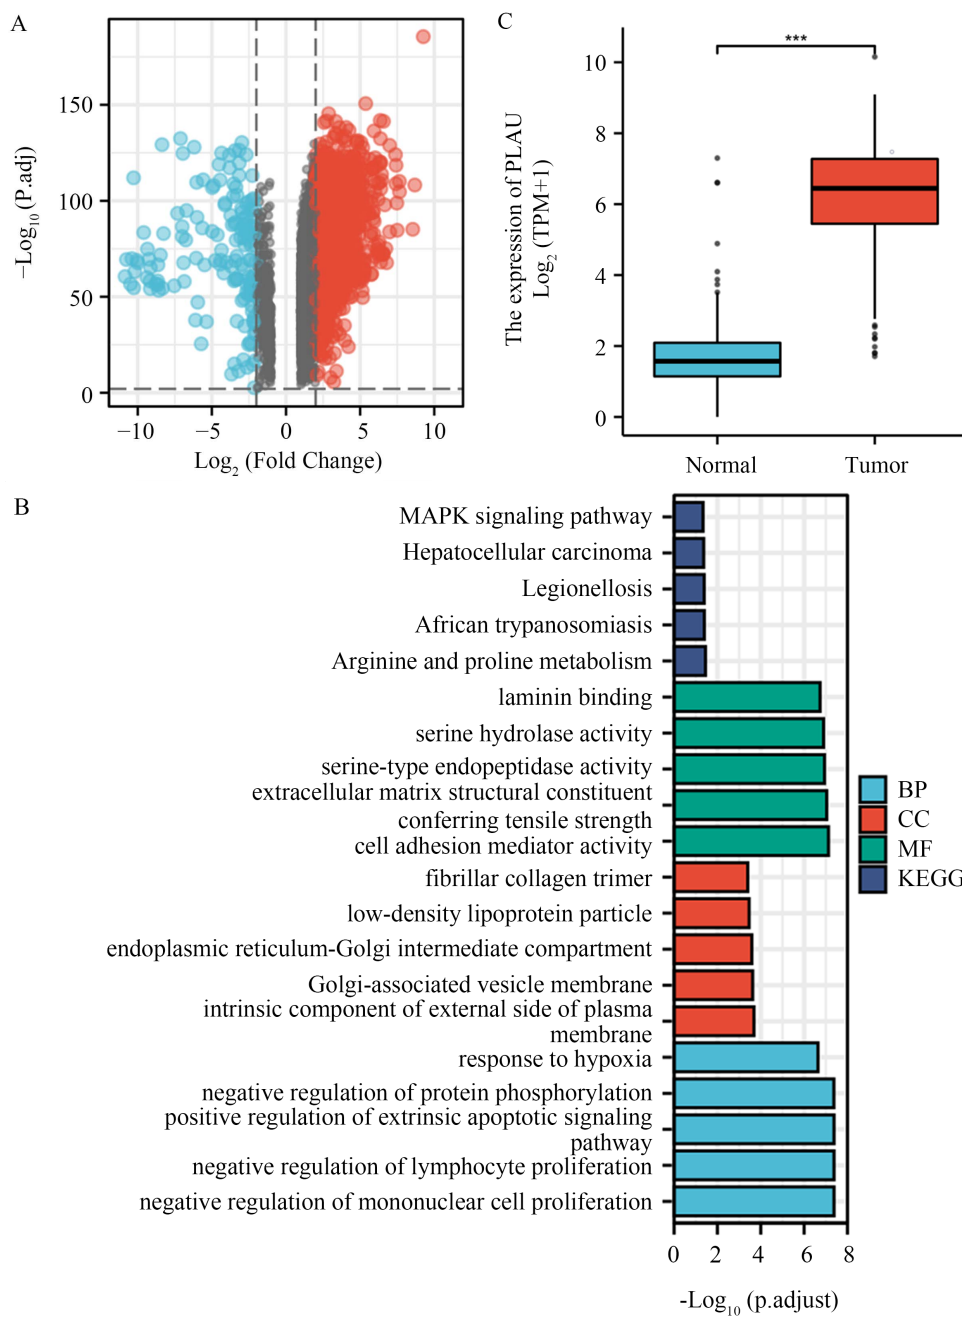 A
−Log10 (P.adj)
150
100
50
0
−10 −5 0 5 10
Log2 (Fold Change)
C
The expression of PLAU
Log2 (TPM+1)
***
10
8
6
4
2
0
Normal Tumor
B
MAPK signaling pathway
Hepatocellular carcinoma
Legionellosis
African trypanosomiasis
Arginine and proline metabolism
laminin binding
serine hydrolase activity
serine-type endopeptidase activity
extracellular matrix structural constituent
conferring tensile strength
cell adhesion mediator activity
fibrillar collagen trimer
low-density lipoprotein particle
endoplasmic reticulum-Golgi intermediate compartment
Golgi-associated vesicle membrane
intrinsic component of external side of plasma
membrane
response to hypoxia
negative regulation of protein phosphorylation
positive regulation of extrinsic apoptotic signaling
pathway
negative regulation of lymphocyte proliferation
negative regulation of mononuclear cell proliferation
0 2 4 6 8
-Log10 (p.adjust)
BP
CC
MF
KEGG